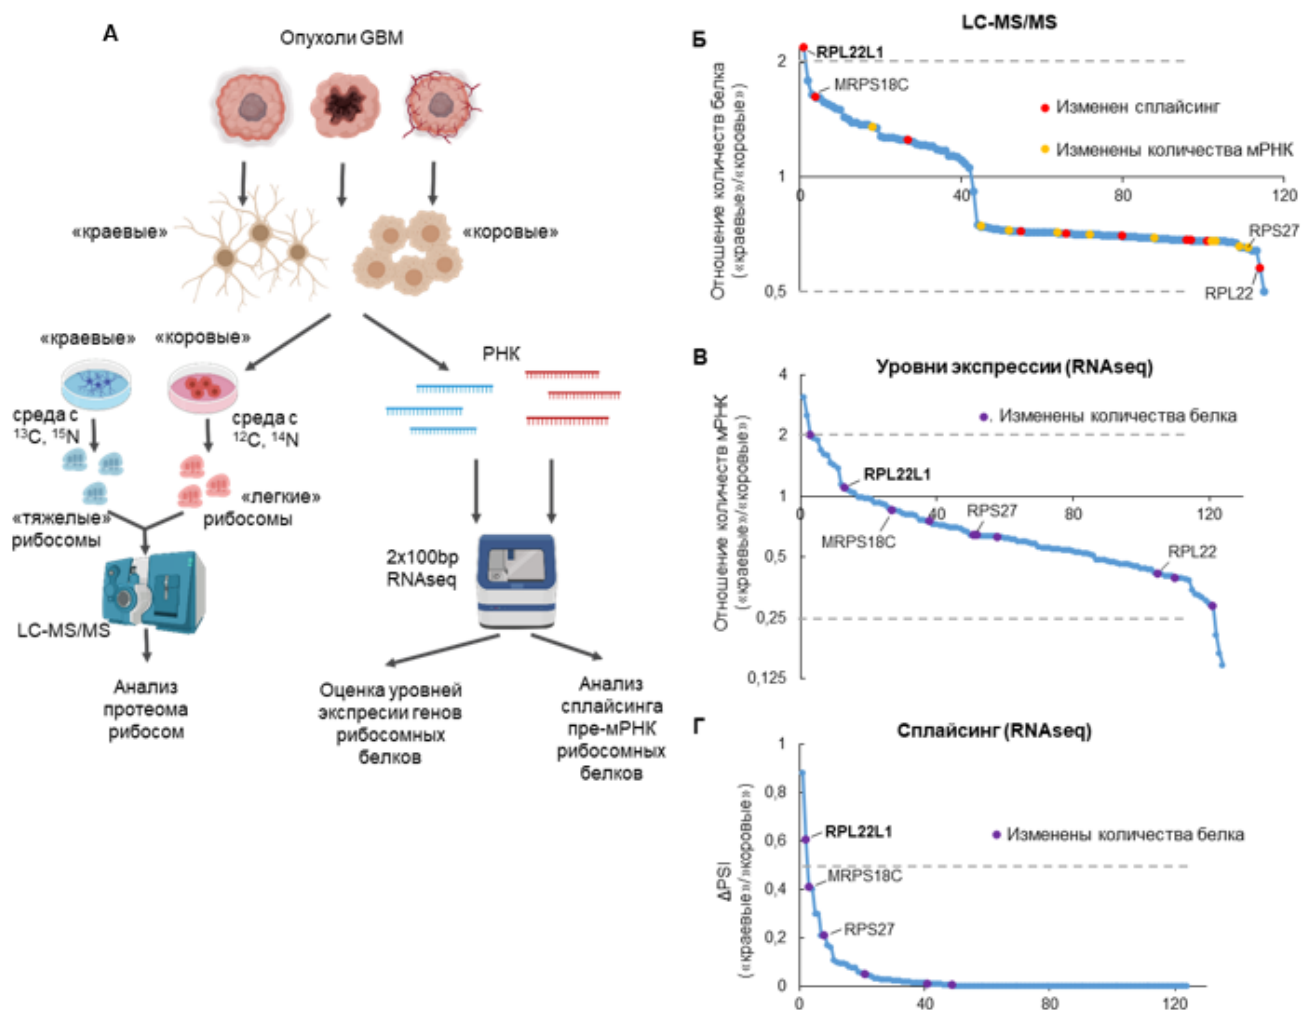 А
Опухоли GBM
«краевые»
«коровые»
«краевые»
«коровые»
РНК
среда с
¹³C, ¹⁵N
среда с
¹²C, ¹⁴N
«тяжелые»
рибосомы
«легкие»
рибосомы
2x100bp
RNAseq
LC-MS/MS
Анализ
протеома
рибосом
Оценка уровней
экспресии генов
рибосомных
белков
Анализ
сплайсинга
пре-мРНК
рибосомных
белков
Б
LC-MS/MS
Отношение количеств белка
(«краевые»/«коровые»)
2
1
0,5
0
40
80
120
RPL22L1
MRPS18C
Изменен сплайсинг
Изменены количества мРНК
RPS27
RPL22
В
Уровни экспрессии (RNAseq)
Отношение количеств мРНК
(«краевые»/«коровые»)
4
2
1
0,5
0,25
0,125
0
40
80
120
. Изменены количества белка
RPL22L1
MRPS18C
RPS27
RPL22
Г
Сплайсинг (RNAseq)
ΔPSI
(«краевые»/»коровые»)
1
0,8
0,6
0,4
0,2
0
0
40
80
120
RPL22L1
Изменены количества белка
MRPS18C
RPS27